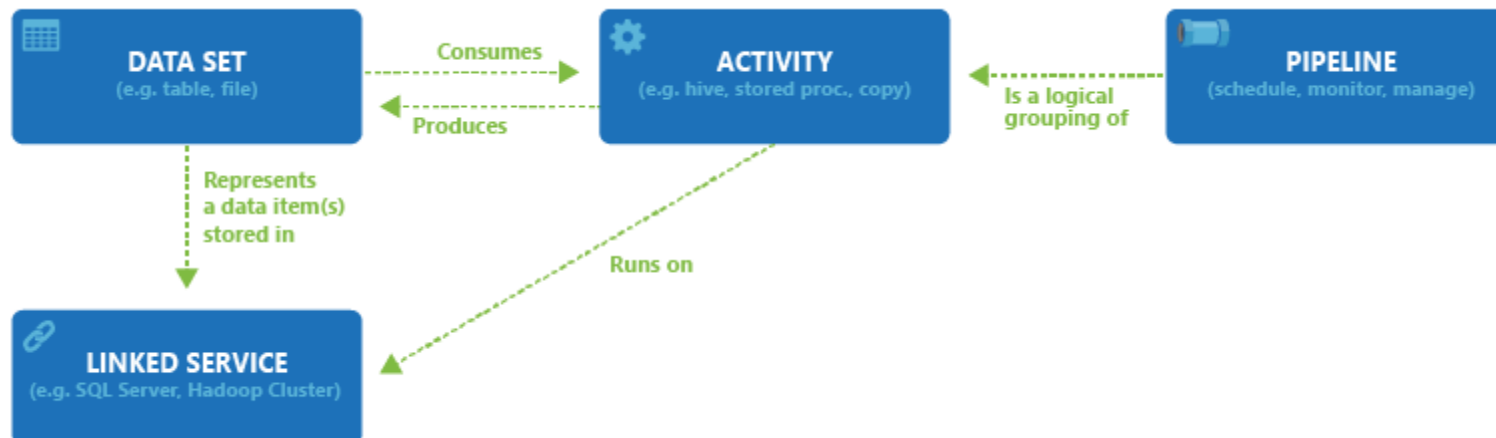 DATA SET
(e.g. table, file)
Consumes
Produces
ACTIVITY
(e.g. hive, stored proc., copy)
Is a logical
grouping of
PIPELINE
(schedule, monitor, manage)
Represents
a data item(s)
stored in
Runs on
LINKED SERVICE
(e.g. SQL Server, Hadoop Cluster)